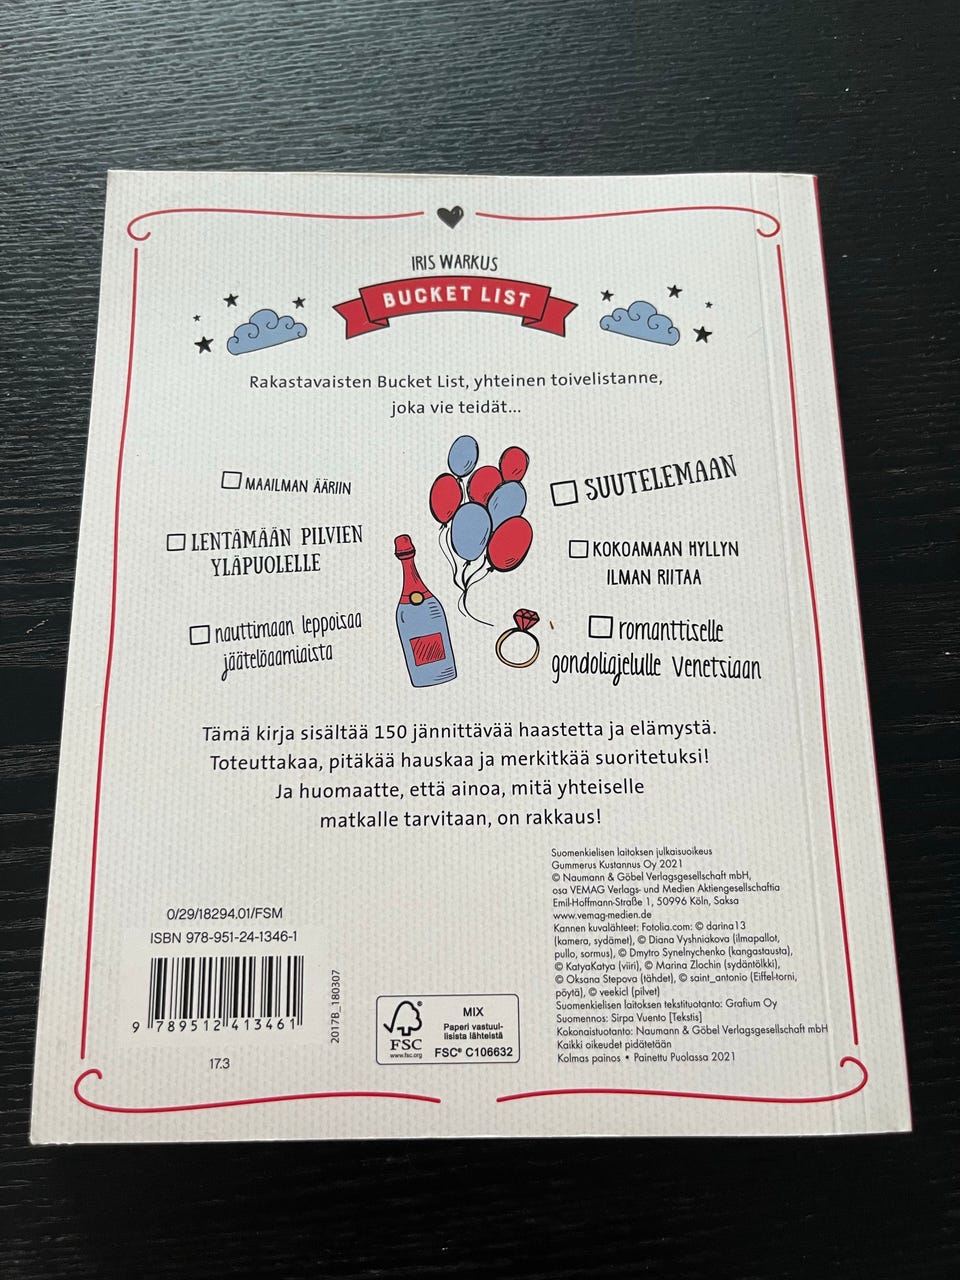 IRIS WARKUS
BUCKET LIST
Rakastavaisten Bucket List, yhteinen toivelistanne,
joka vie teidät...
MAAILMAN ÄÄRIIN
LENTÄMÄÄN PILVIEN
YLÄPUOLELLE
nauttimaan leppoisaa
jäätelöaamiaista
SUUTELEMAAN
KOKOAMAAN HYLLYN
ILMAN RIITAA
romanttiselle
gondoliajelulle Venetsiaan
Tämä kirja sisältää 150 jännittävää haastetta ja elämystä.
Toteuttakaa, pitäkää hauskaa ja merkitkää suoritetuksi!
Ja huomaatte, että ainoa, mitä yhteiselle
matkalle tarvitaan, on rakkaus!
0/29/18294.01/FSM
ISBN 978-951-24-1346-1
9 789512 413461
17.3
2017B_180307
FSC
www.fsc.org
MIX
Paperi vastuul-
lisista lähteistä
FSC® C106632
Suomenkielisen laitoksen julkaisuoikeus
Gummerus Kustannus Oy 2021
© Naumann & Göbel Verlagsgesellschaft mbH,
osa VEMAG Verlags- und Medien Aktiengesellschaftia
Emil-Hoffmann-Straße 1, 50996 Köln, Saksa
www.vemag-medien.de
Kannen kuvalähteet: Fotolia.com: © darina13
(kamera, sydämet), © Diana Vyshniakova (ilmapallot,
pullo, sormus), © Dmytro Synelnychenko (kangastausta),
© KatyaKatya (viiri), © Marina Zlochin (sydäntölkki),
© Oksana Stepova (tähdet), © saint_antonio (Eiffel-torni,
pöytä), © veekicl (pilvet)
Suomenkielisen laitoksen tekstituotanto: Grafium Oy
Suomennos: Sirpa Vuento [Tekstis]
Kokonaistuotanto: Naumann & Göbel Verlagsgesellschaft mbH
Kaikki oikeudet pidätetään
Kolmas painos • Painettu Puolassa 2021